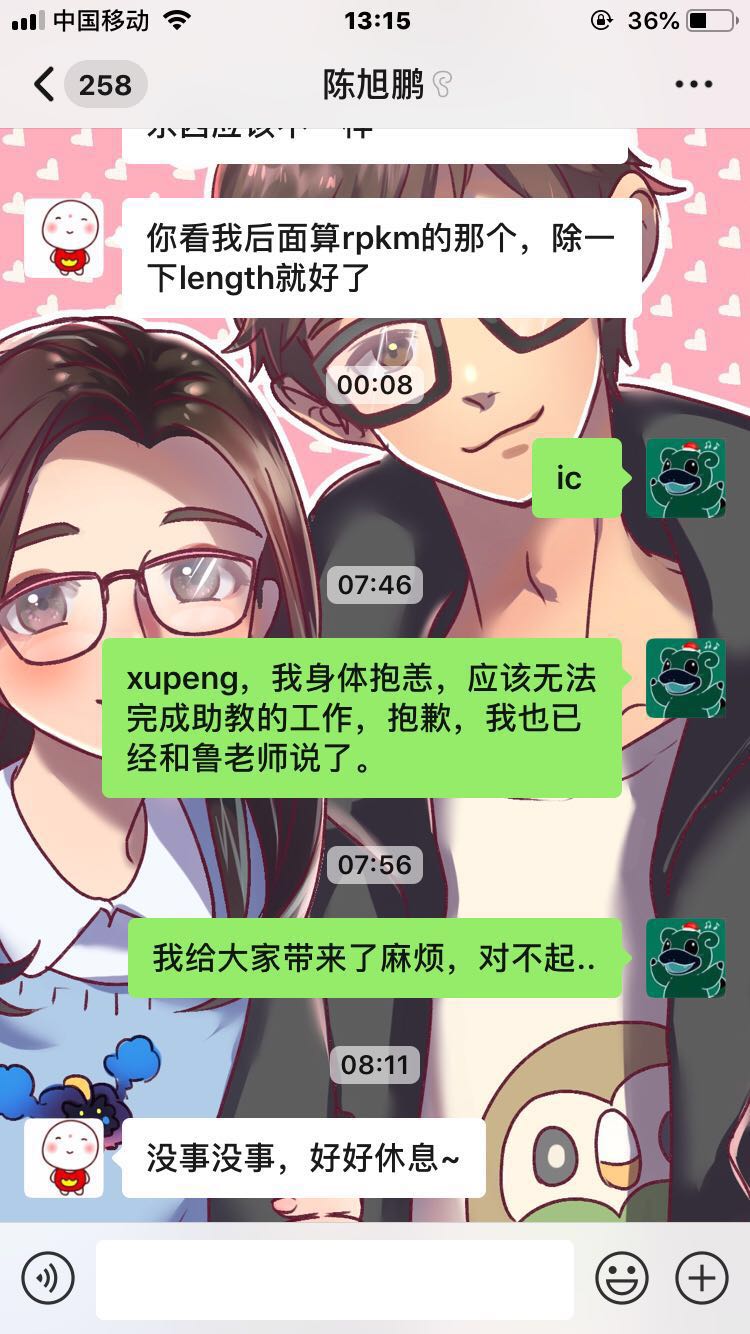 中国移动
13:15
36%
258
陈旭鹏
你看我后面算rpkm的那个，除一
下length就好了
00:08
ic
07:46
xupeng，我身体抱恙，应该无法
完成助教的工作，抱歉，我也已
经和鲁老师说了。
07:56
我给大家带来了麻烦，对不起..
08:11
没事没事，好好休息~